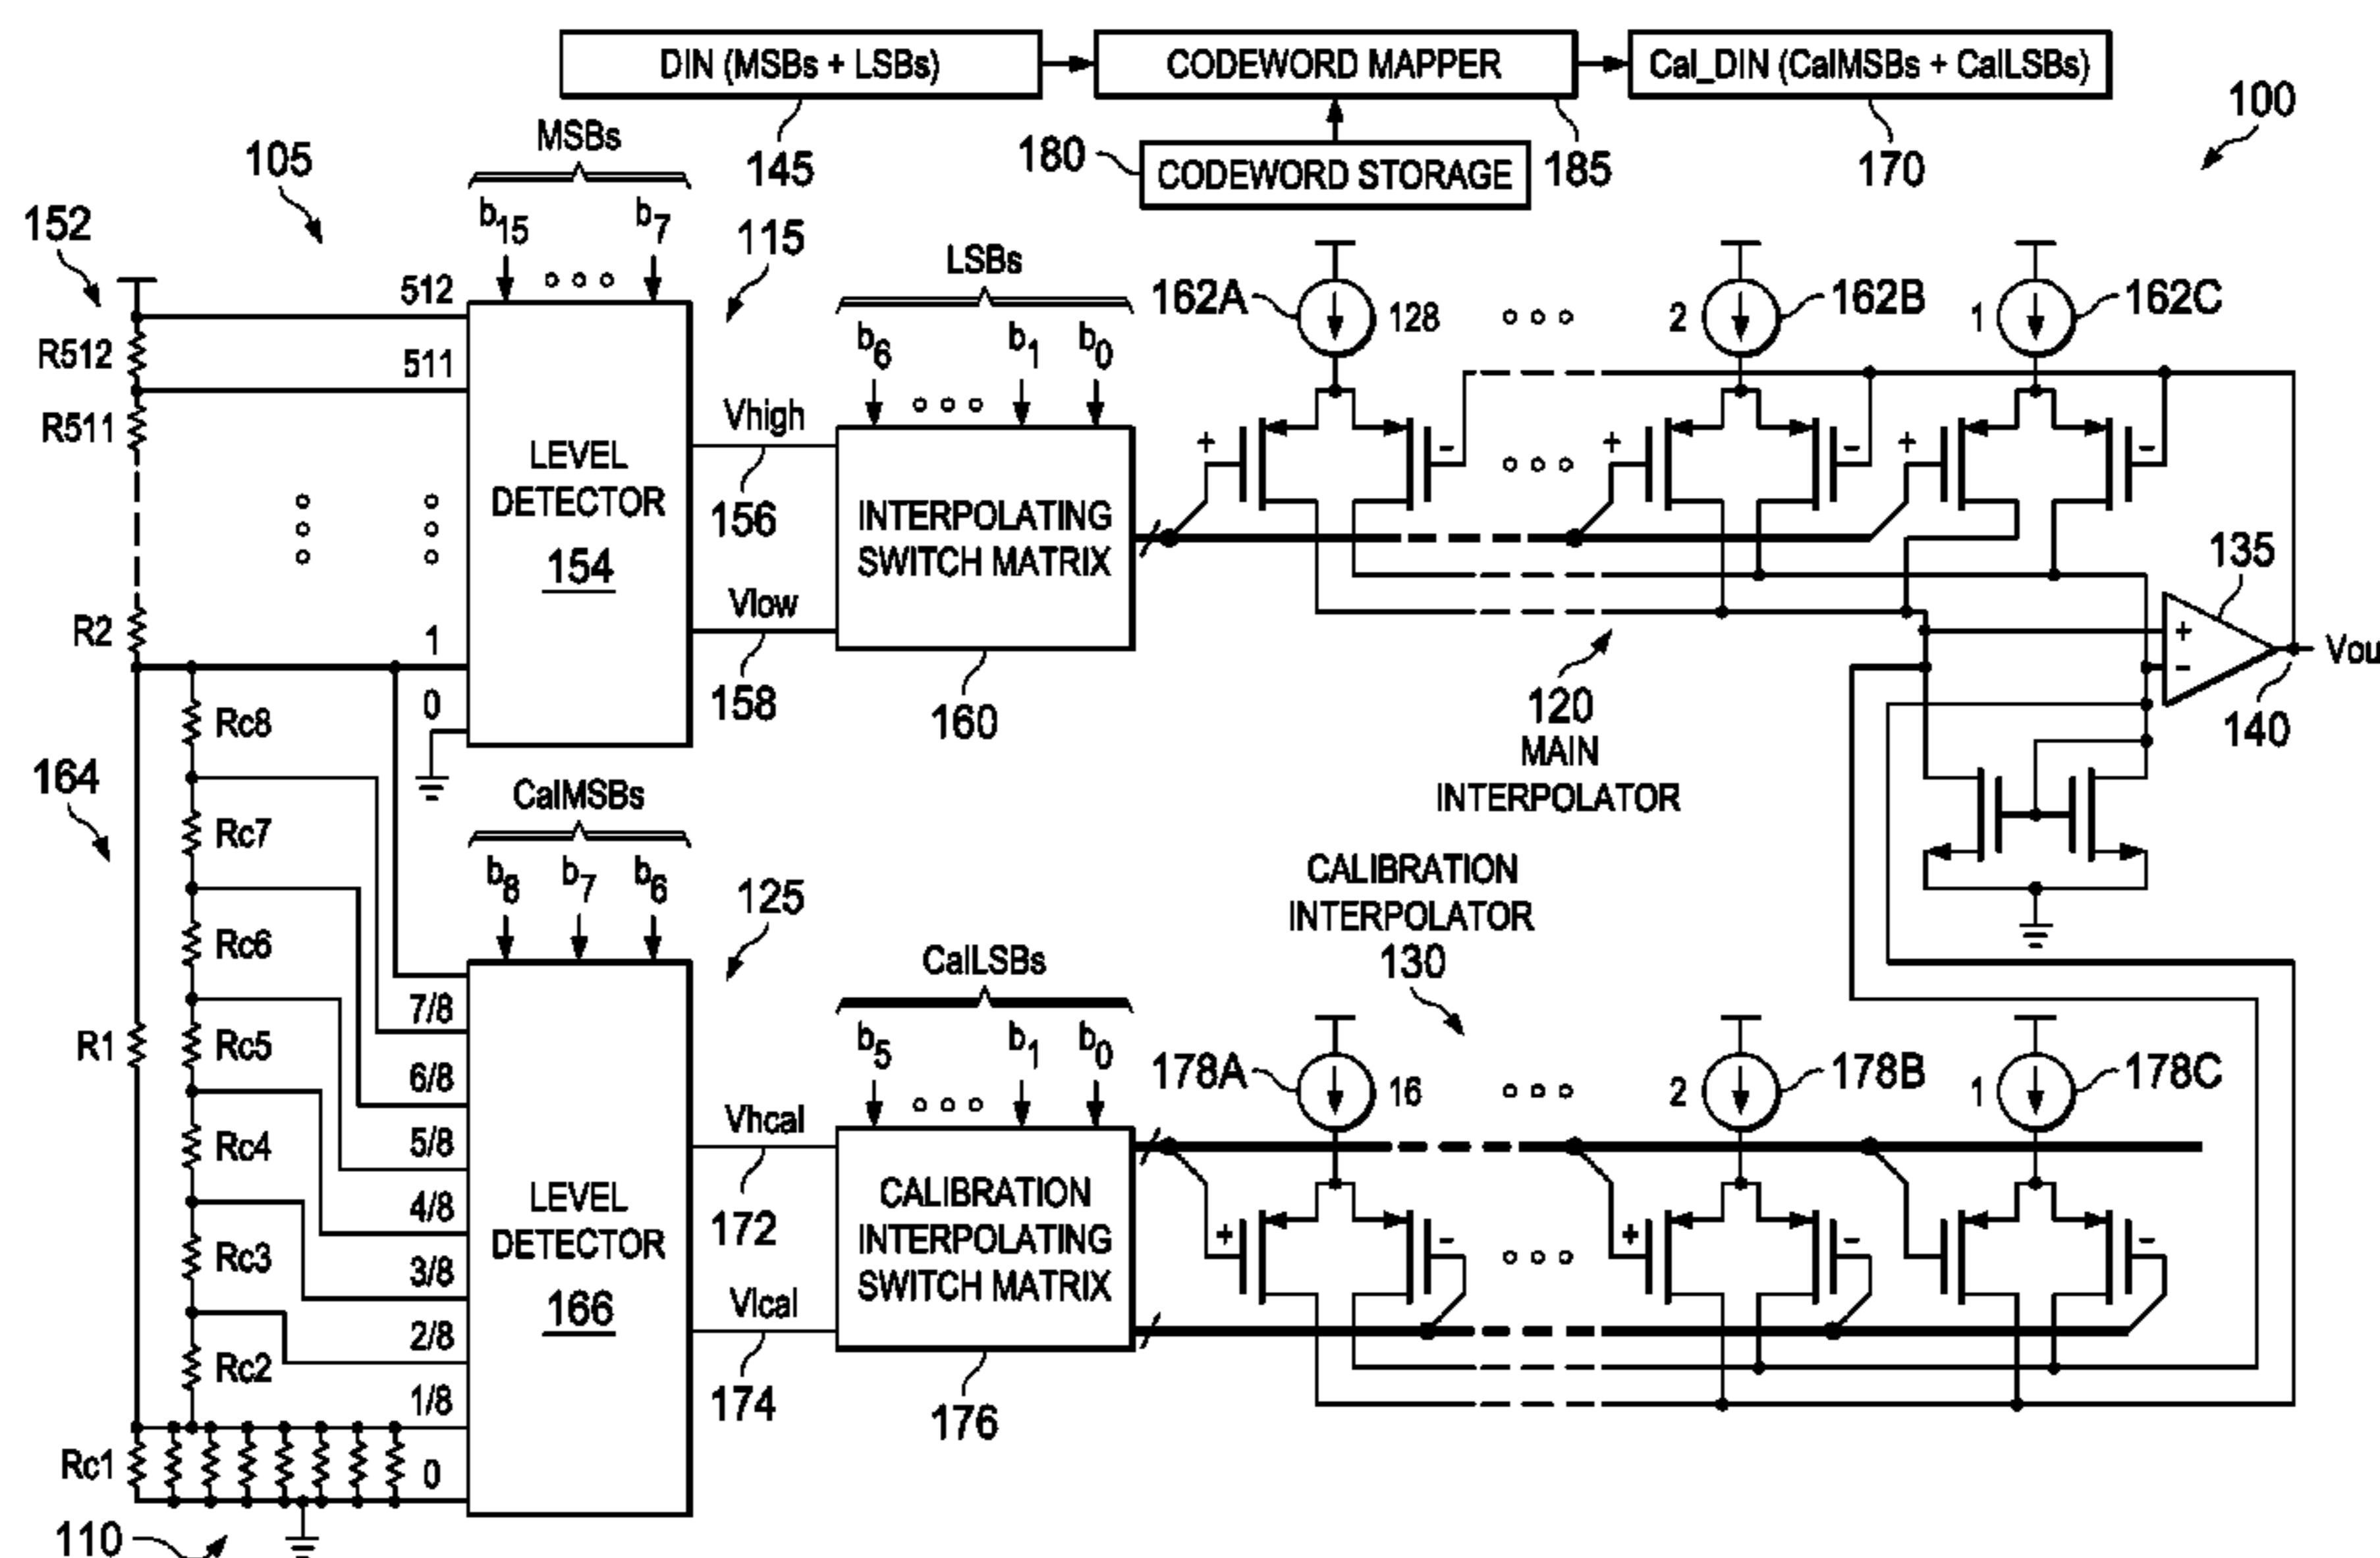 DIN (MSBs + LSBs)
CODEWORD MAPPER
Cal_DIN (CalMSBs + CalLSBs)
100
145
180
CODEWORD STORAGE
185
170
105
MSBs
b15
b7
115
152
512
R512
511
R511
LEVEL
DETECTOR
154
R2
1
0
Vhigh
156
Vlow
158
LSBs
b6
b1
b0
INTERPOLATING
SWITCH MATRIX
160
162A
128
2
162B
1
162C
+
-
+
-
+
-
135
+
-
Vou
140
120
MAIN
INTERPOLATOR
164
Rc8
Rc7
Rc6
Rc5
Rc4
Rc3
Rc2
R1
Rc1
110
CalMSBs
b8
b7
b6
125
7/8
6/8
5/8
4/8
3/8
2/8
1/8
0
LEVEL
DETECTOR
166
Vhcal
172
Vlcal
174
CalLSBs
b5
b1
b0
CALIBRATION
INTERPOLATING
SWITCH MATRIX
176
CALIBRATION
INTERPOLATOR
130
178A
16
2
178B
1
178C
+
-
+
-
-